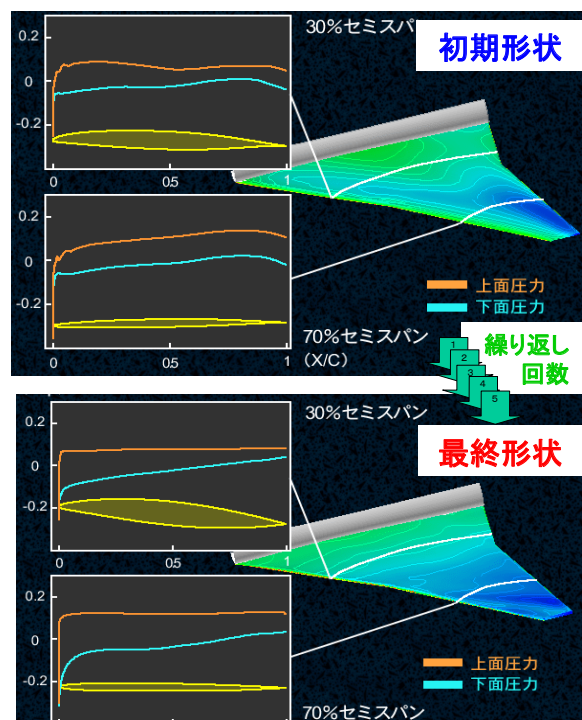 30%セミスパ
初期形状
0.2
0
-0.2
0
05
1
0.2
0
-0.2
0
05
1
上面圧力
下面圧力
70%セミスパン
(X/C)
1
2
3
4
5
繰り返し
回数
最終形状
0.2
0
-0.2
0
05
1
30%セミスパン
0.2
0
-0.2
上面圧力
下面圧力
70%セミスパン